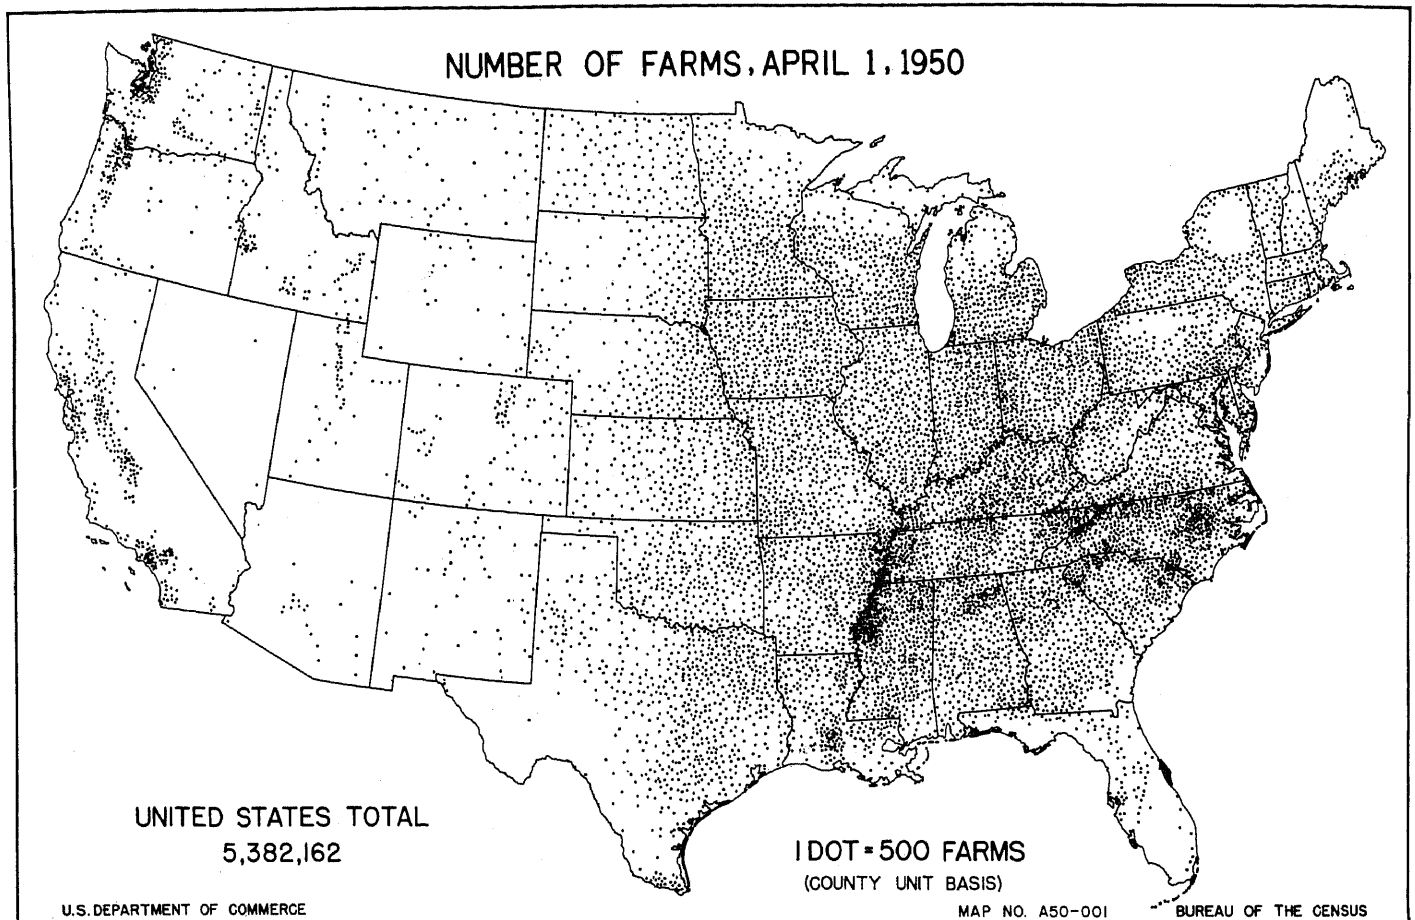 NUMBER OF FARMS, APRIL 1, 1950
UNITED STATES TOTAL
5,382,162
1 DOT = 500 FARMS
(COUNTY UNIT BASIS)
U.S. DEPARTMENT OF COMMERCE
MAP NO. A50-001
BUREAU OF THE CENSUS